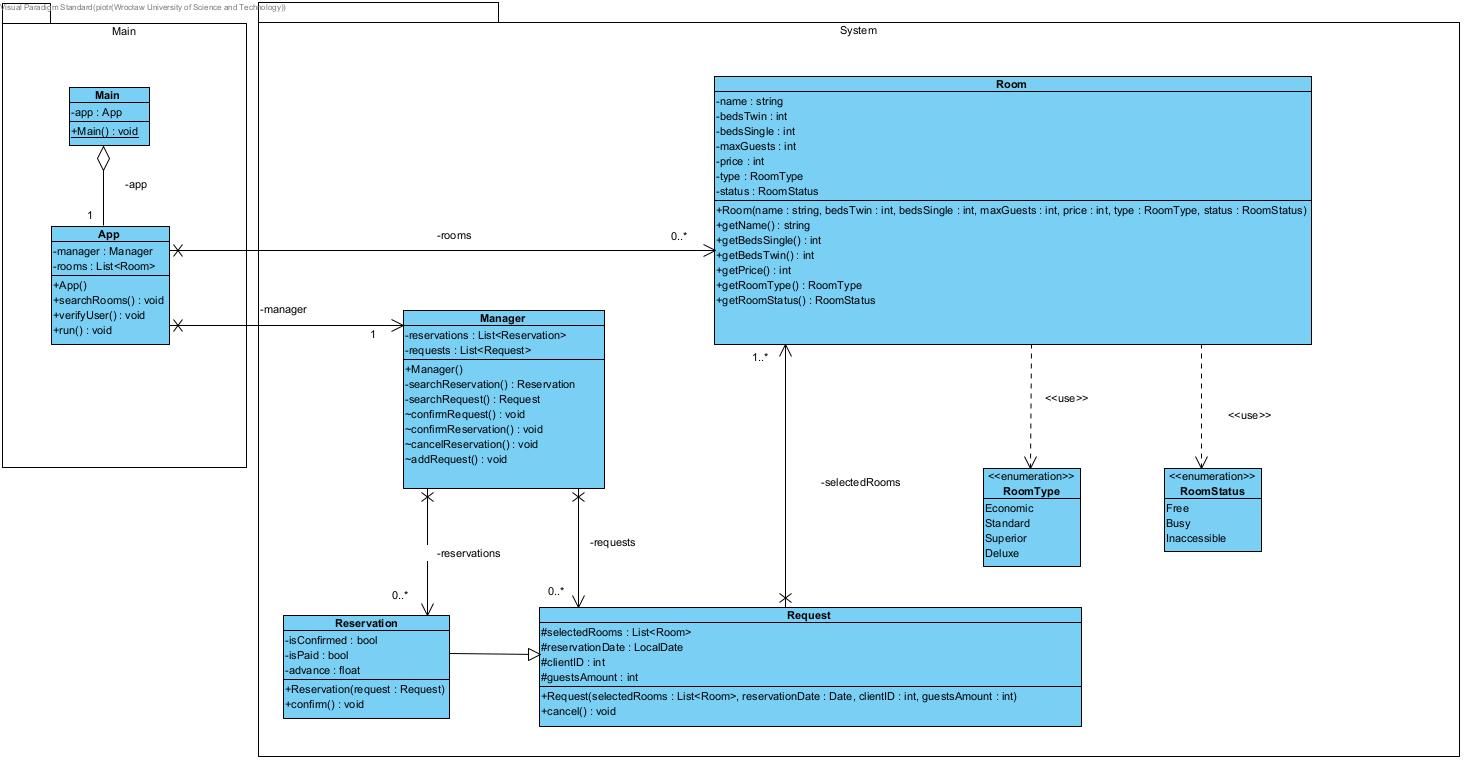 Visual Paradigm Standard(piotr(Wrocław University of Science and Technology))
Main
Main
-app : App
+Main() : void
-app
1
App
-manager : Manager
-rooms : List<Room>
+App()
+searchRooms() : void
+verifyUser() : void
+run() : void
System
-rooms
0..*
-manager
1
Room
-name : string
-bedsTwin : int
-bedsSingle : int
-maxGuests : int
-price : int
-type : RoomType
-status : RoomStatus
+Room(name : string, bedsTwin : int, bedsSingle : int, maxGuests : int, price : int, type : RoomType, status : RoomStatus)
+getName() : string
+getBedsSingle() : int
+getBedsTwin() : int
+getPrice() : int
+getRoomType() : RoomType
+getRoomStatus() : RoomStatus
Manager
-reservations : List<Reservation>
-requests : List<Request>
+Manager()
-searchReservation() : Reservation
-searchRequest() : Request
~confirmRequest() : void
~confirmReservation() : void
~cancelReservation() : void
~addRequest() : void
1..*
-selectedRooms
<<use>>
<<use>>
<<enumeration>>
RoomType
Economic
Standard
Superior
Deluxe
<<enumeration>>
RoomStatus
Free
Busy
Inaccessible
-reservations
0..*
-requests
0..*
Reservation
-isConfirmed : bool
-isPaid : bool
-advance : float
+Reservation(request : Request)
+confirm() : void
Request
#selectedRooms : List<Room>
#reservationDate : LocalDate
#clientID : int
#guestsAmount : int
+Request(selectedRooms : List<Room>, reservationDate : Date, clientID : int, guestsAmount : int)
+cancel() : void